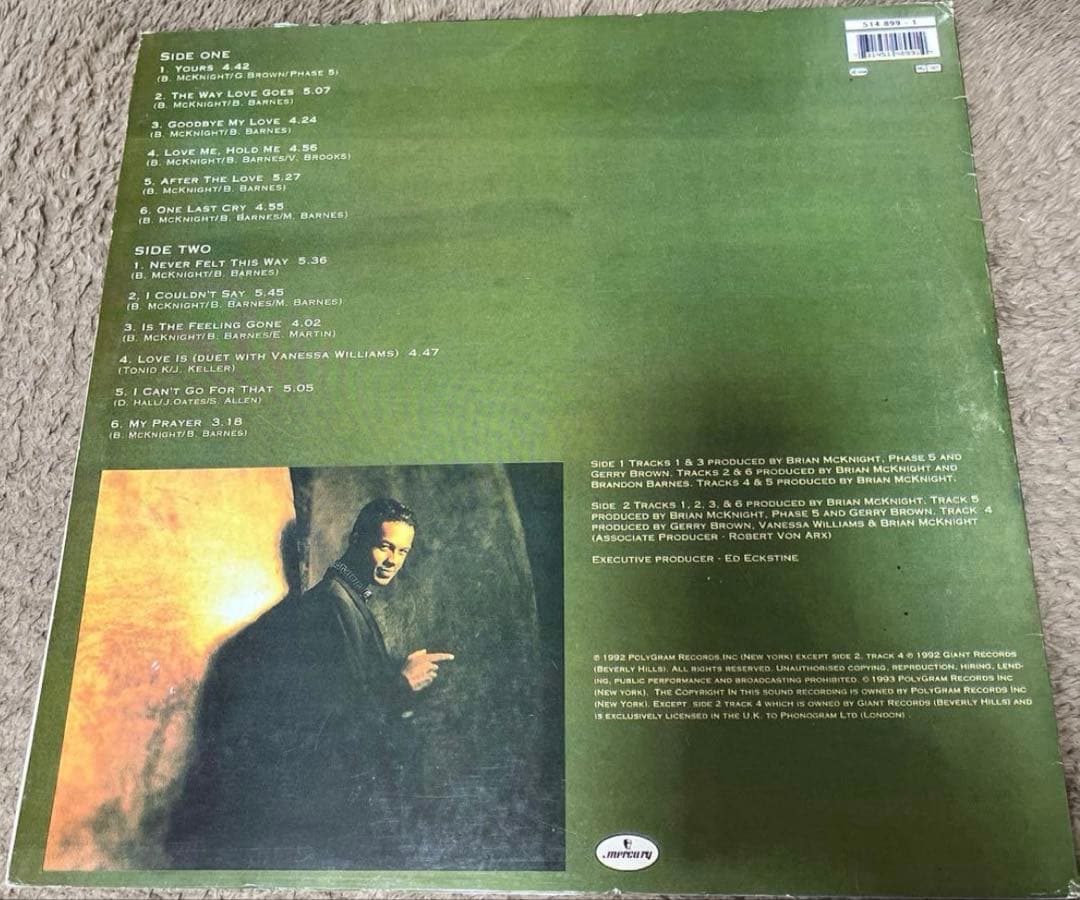 514 899 - 1
SIDE ONE
1. YOURS 4.42
(B. MCKNIGHT/G. BROWN/PHASE 5)
2. THE WAY LOVE GOES 5.07
(B. MCKNIGHT/B. BARNES)
3. GOODBYE MY LOVE 4.24
(B. MCKNIGHT/B. BARNES)
4. LOVE ME, HOLD ME 4.56
(B. MCKNIGHT/B. BARNES/V. BROOKS)
5. AFTER THE LOVE 5.27
(B. MCKNIGHT/B. BARNES)
6. ONE LAST CRY 4.55
(B. MCKNIGHT/B. BARNES/M. BARNES)
SIDE TWO
1. NEVER FELT THIS WAY 5.36
(B. MCKNIGHT/B. BARNES)
2, I COULDN'T SAY 5.45
(B. MCKNIGHT/B. BARNES/M. BARNES)
3. IS THE FEELING GONE 4.02
(B. MCKNIGHT/B. BARNES/E. MARTIN)
4. LOVE IS (DUET WITH VANESSA WILLIAMS) 4.47
(TONIO K/J. KELLER)
5. I CAN'T GO FOR THAT 5.05
(D. HALL/J.OATES/S. ALLEN)
6. MY PRAYER 3.18
(B. MCKNIGHT/B. BARNES)
SIDE 1 TRACKS 1 & 3 PRODUCED BY BRIAN MCKNIGHT, PHASE 5 AND
GERRY BROWN. TRACKS 2 & 6 PRODUCED BY BRIAN MCKNIGHT AND
BRANDON BARNES. TRACKS 4 & 5 PRODUCED BY BRIAN MCKNIGHT.
SIDE 2 TRACKS 1, 2, 3, & 6 PRODUCED BY BRIAN MCKNIGHT. TRACK 5
PRODUCED BY BRIAN MCKNIGHT, PHASE 5 AND GERRY BROWN. TRACK 4
PRODUCED BY GERRY BROWN, VANESSA WILLIAMS & BRIAN MCKNIGHT
(ASSOCIATE PRODUCER - ROBERT VON ARX)
EXECUTIVE PRODUCER - ED ECKSTINE
℗ 1992 POLYGRAM RECORDS.INC (NEW YORK) EXCEPT SIDE 2, TRACK 4 ℗ 1992 GIANT RECORDS
(BEVERLY HILLS). ALL RIGHTS RESERVED. UNAUTHORISED COPYING, REPRDUCTION, HIRING, LEND-
ING, PUBLIC PERFORMANCE AND BROADCASTING PROHIBITED. © 1993 POLYGRAM RECORDS INC
(NEW YORK). THE COPYRIGHT IN THIS SOUND RECORDING IS OWNED BY POLYGRAM RECORDS INC
(NEW YORK). EXCEPT SIDE 2 TRACK 4 WHICH IS OWNED BY GIANT RECORDS (BEVERLY HILLS) AND
IS EXCLUSIVELY LICENSED IN THE U.K. TO PHONOGRAM LTD (LONDON) .
mercury